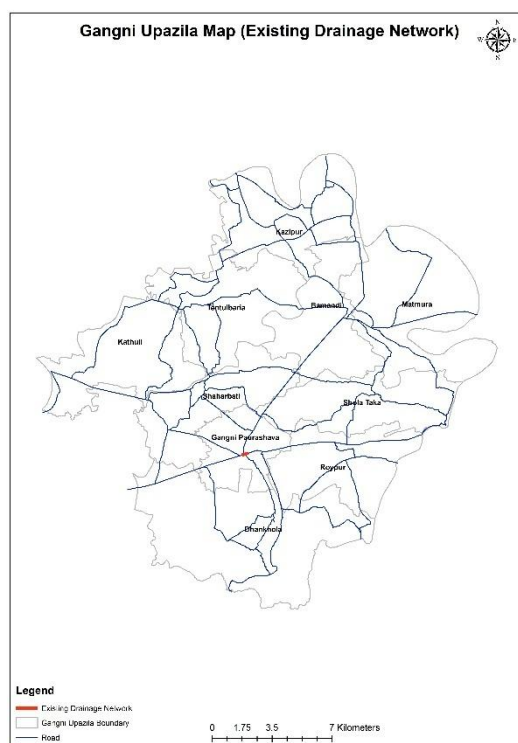 Gangni Upazila Map (Existing Drainage Network)
N
Kazipur
Bamondi
Matmura
Tentulbaria
Kathuli
Shaharbati
Shola Taka
Gangni Paurashava
Roypur
Dhankhola
Legend
Existing Drainage Network
Gangni Upazila Boundary
Road
0 1.75 3.5 7 Kilometers